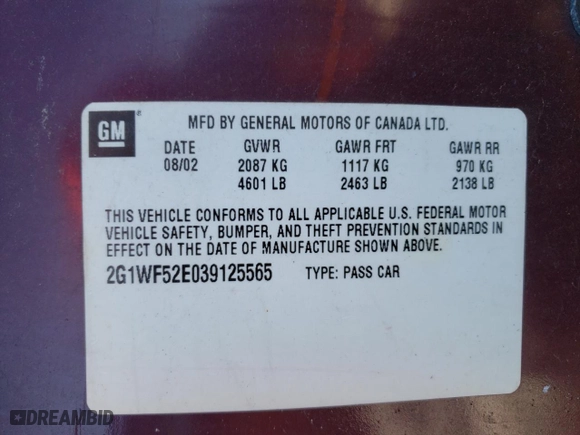 GM
MFD BY GENERAL MOTORS OF CANADA LTD.
DATE GVWR GAWR FRT GAWR RR
08/02 2087 KG 1117 KG 970 KG
4601 LB 2463 LB 2138 LB
THIS VEHICLE CONFORMS TO ALL APPLICABLE U.S. FEDERAL MOTOR
VEHICLE SAFETY, BUMPER, AND THEFT PREVENTION STANDARDS IN
EFFECT ON THE DATE OF MANUFACTURE SHOWN ABOVE.
2G1WF52E039125565 TYPE: PASS CAR
DREAMBID